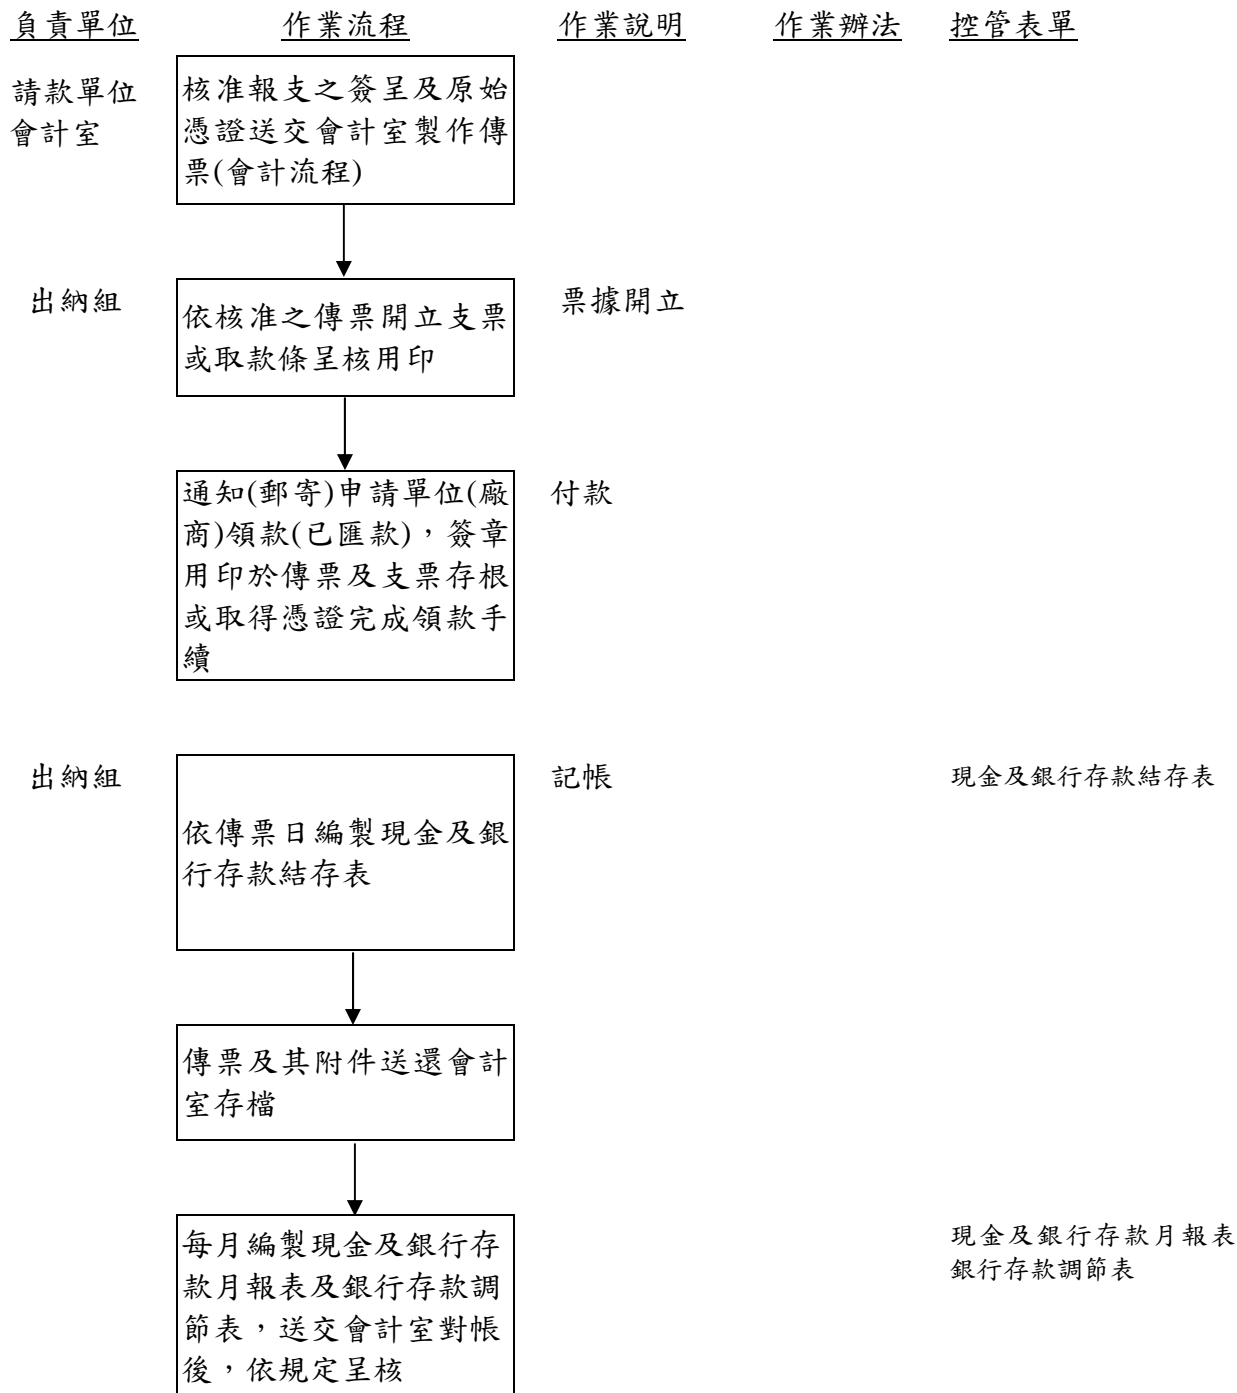 負責單位 作業流程 作業說明 作業辦法 控管表單
請款單位
會計室
核准報支之簽呈及原始
憑證送交會計室製作傳
票(會計流程)
出納組
依核准之傳票開立支票
或取款條呈核用印
票據開立
通知(郵寄)申請單位(廠
商)領款(已匯款)，簽章
用印於傳票及支票存根
或取得憑證完成領款手
續
付款
出納組
依傳票日編製現金及銀
行存款結存表
記帳
現金及銀行存款結存表
傳票及其附件送還會計
室存檔
每月編製現金及銀行存
款月報表及銀行存款調
節表，送交會計室對帳
後，依規定呈核
現金及銀行存款月報表
銀行存款調節表